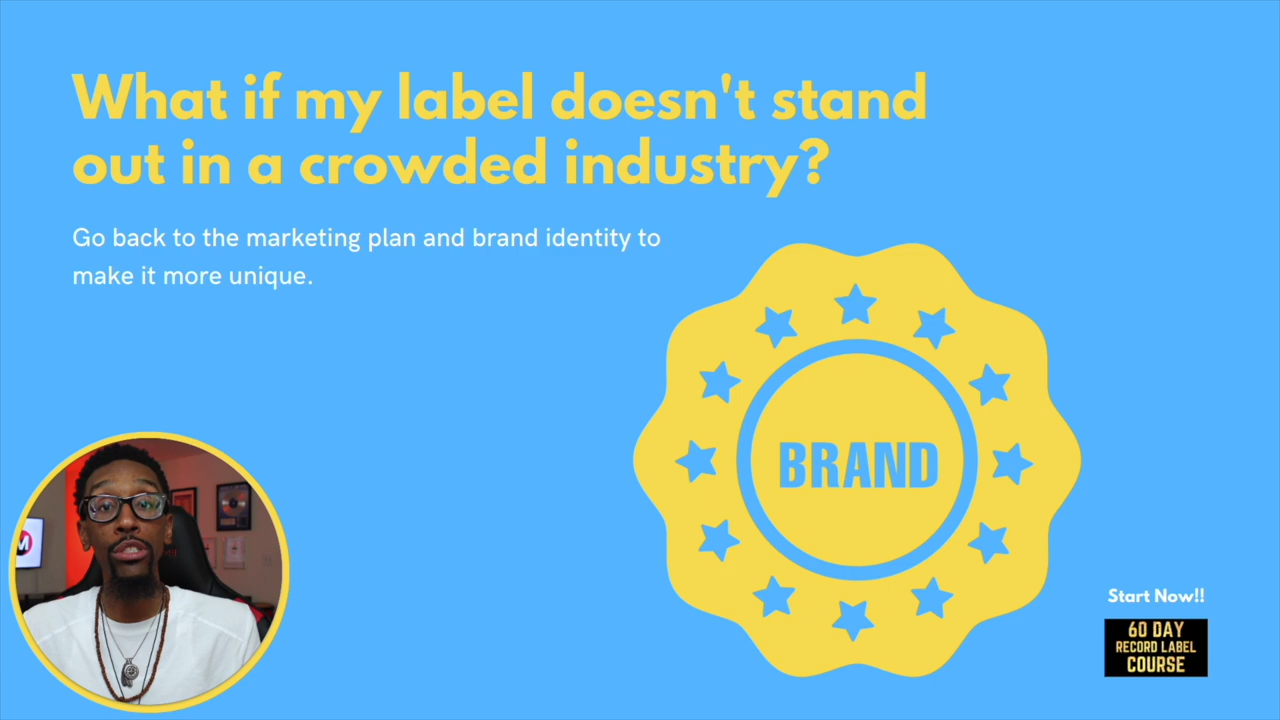 What if my label doesn't stand
out in a crowded industry?
Go back to the marketing plan and brand identity to
make it more unique.
BRAND
Start Now!!
60 DAY
RECORD LABEL
COURSE